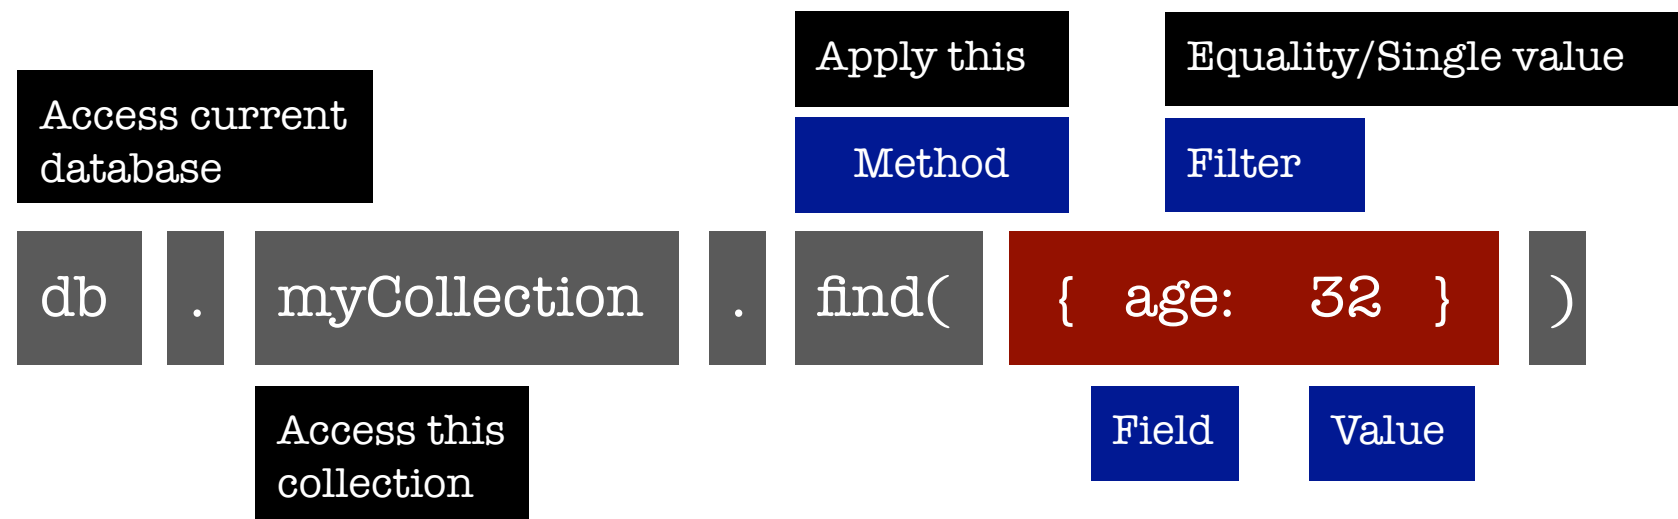 Apply this
Equality/Single value
Access current
database
Method
Filter
db . myCollection . find( { age: 32 } )
Access this
collection
Field
Value